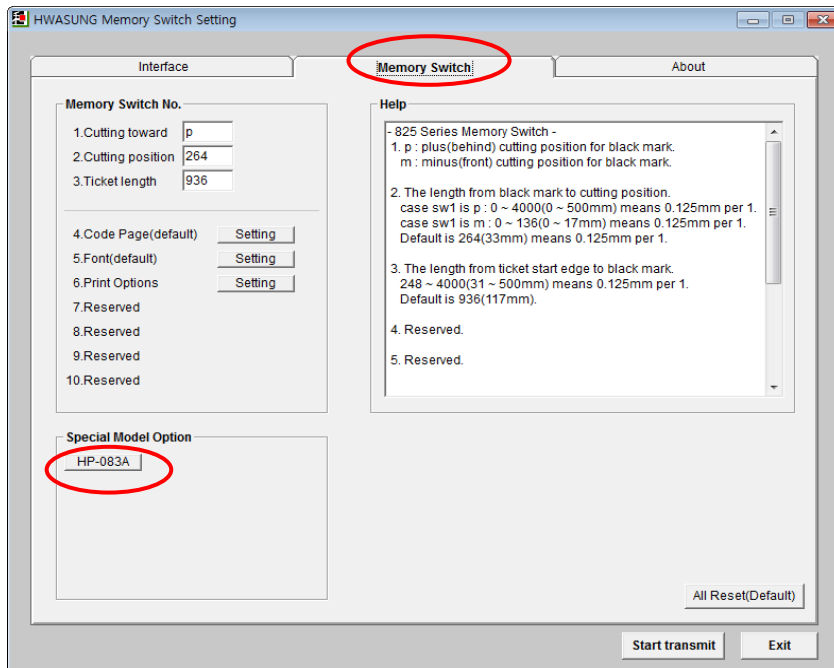 HWASUNG Memory Switch Setting
Interface
Memory Switch
About
Memory Switch No.
1.Cutting toward p
2.Cutting position 264
3.Ticket length 936
4.Code Page(default) Setting
5.Font(default) Setting
6.Print Options Setting
7.Reserved
8.Reserved
9.Reserved
10.Reserved
Help
- 825 Series Memory Switch -
1. p : plus(behind) cutting position for black mark.
m : minus(front) cutting position for black mark.
2. The length from black mark to cutting position.
case sw1 is p : 0 ~ 4000(0 ~ 500mm) means 0.125mm per 1.
case sw1 is m : 0 ~ 136(0 ~ 17mm) means 0.125mm per 1.
Default is 264(33mm) means 0.125mm per 1.
3. The length from ticket start edge to black mark.
248 ~ 4000(31 ~ 500mm) means 0.125mm per 1.
Default is 936(117mm).
4. Reserved.
5. Reserved.
Special Model Option
HP-083A
All Reset(Default)
Start transmit
Exit